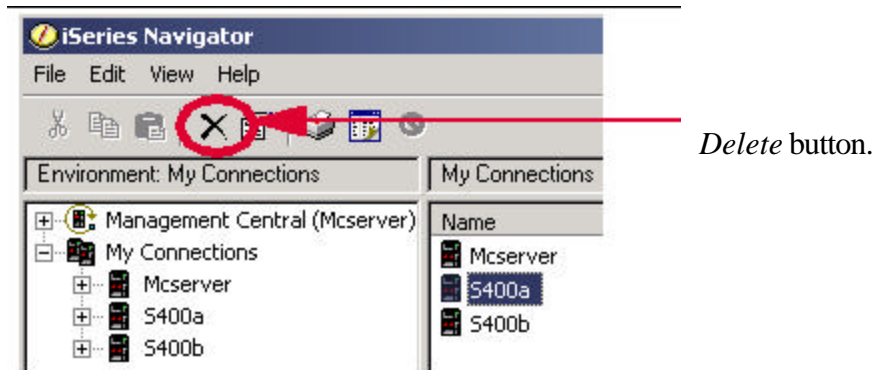 iSeries Navigator
File Edit View Help
Delete button.
Environment: My Connections
My Connections
Management Central (Mcserver)
Name
My Connections
Mcserver
Mcserver
S400a
S400a
S400b
S400b